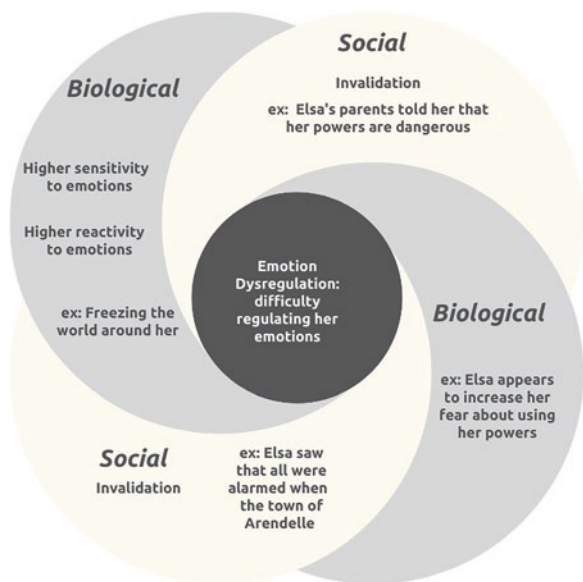 Social
Invalidation
ex: Elsa's parents told her that
her powers are dangerous
Biological
Higher sensitivity
to emotions
Higher reactivity
to emotions
ex: Freezing the
world around her
Emotion
Dysregulation:
difficulty
regulating her
emotions
Biological
ex: Elsa appears
to increase her
fear about using
her powers
Social
Invalidation
ex: Elsa saw
that all were
alarmed when
the town of
Arendelle